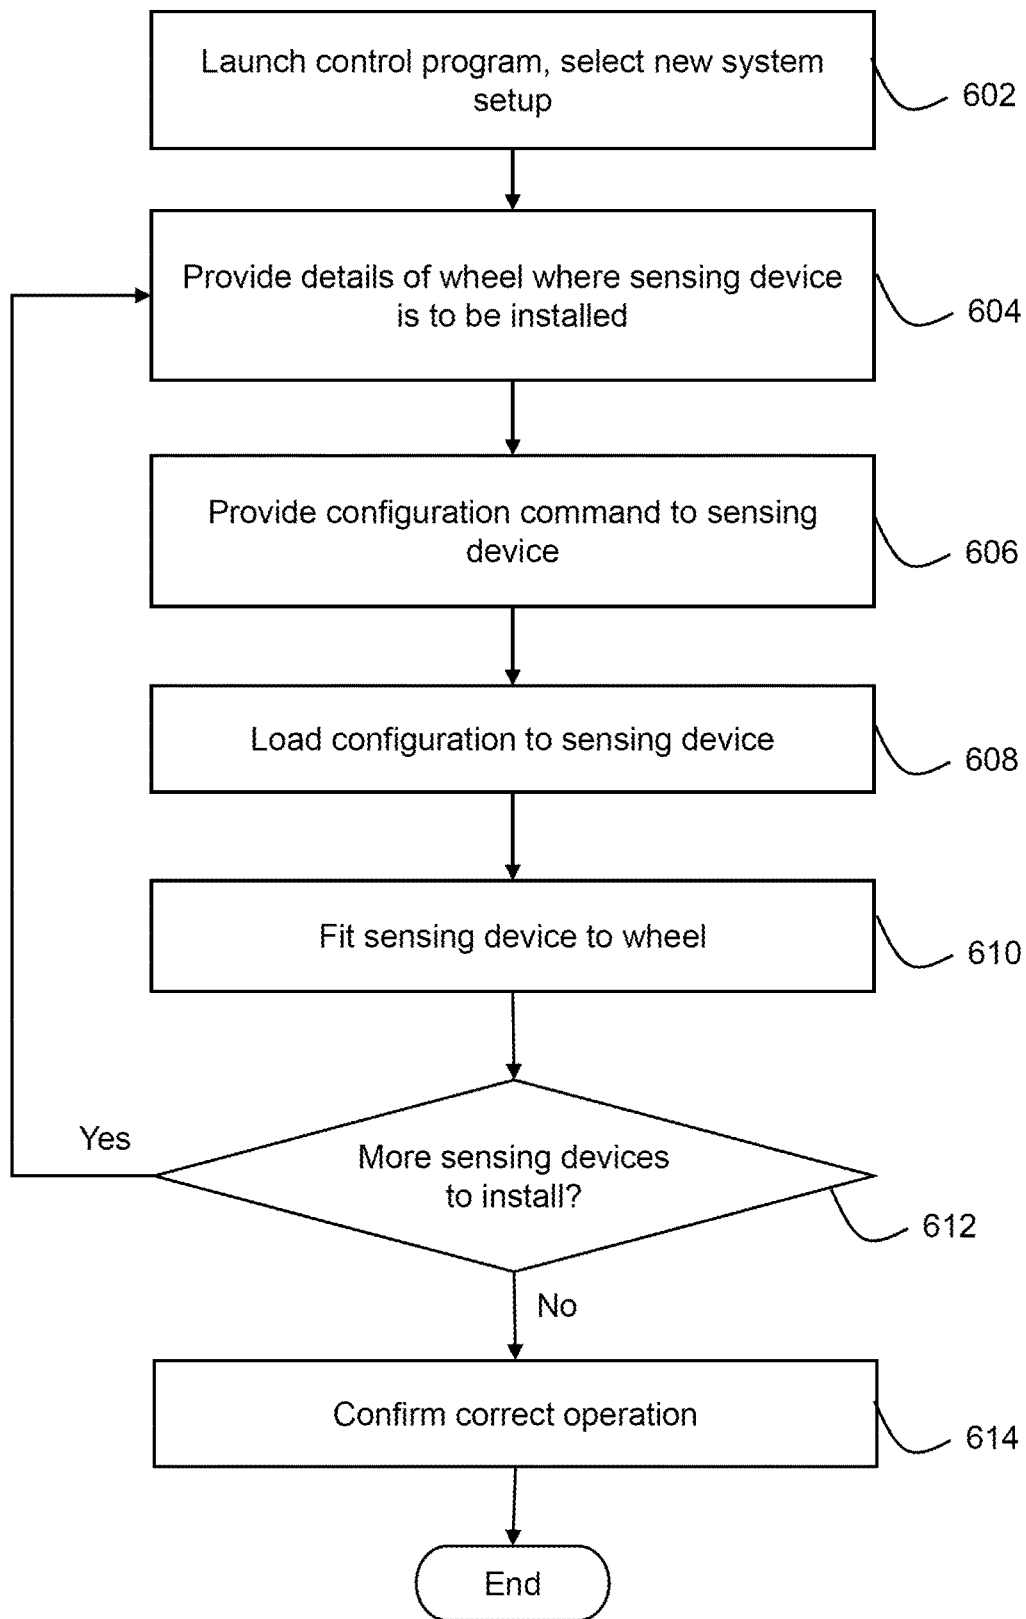 Launch control program, select new system
setup
602
Provide details of wheel where sensing device
is to be installed
604
Provide configuration command to sensing
device
606
Load configuration to sensing device
608
Fit sensing device to wheel
610
Yes
More sensing devices
to install?
612
No
Confirm correct operation
614
End